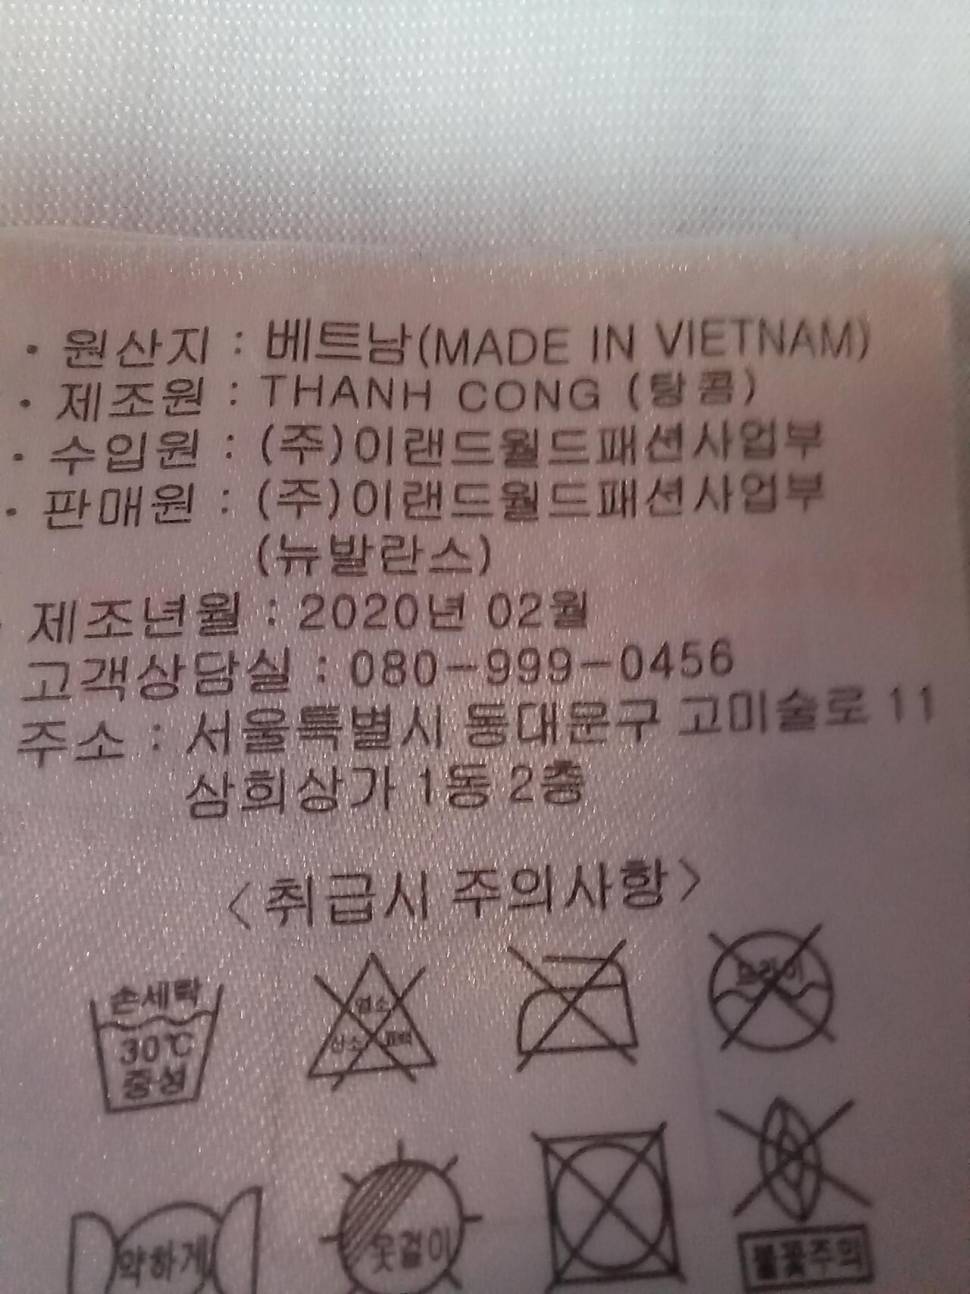 · 원산지 : 베트남(MADE IN VIETNAM)
· 제조원 : THANH CONG (탕콤)
· 수입원 : (주)이랜드월드패션사업부
· 판매원 : (주)이랜드월드패션사업부
(뉴발란스)
제조년월 : 2020년 02월
고객상담실 : 080-999-0456
주소 : 서울특별시 동대문구 고미술로 11
삼희상가 1동 2층
<취급시 주의사항>
손세탁
30℃
중성
염소
산소 표백
드라이
약하게
옷걸이
불꽃주의